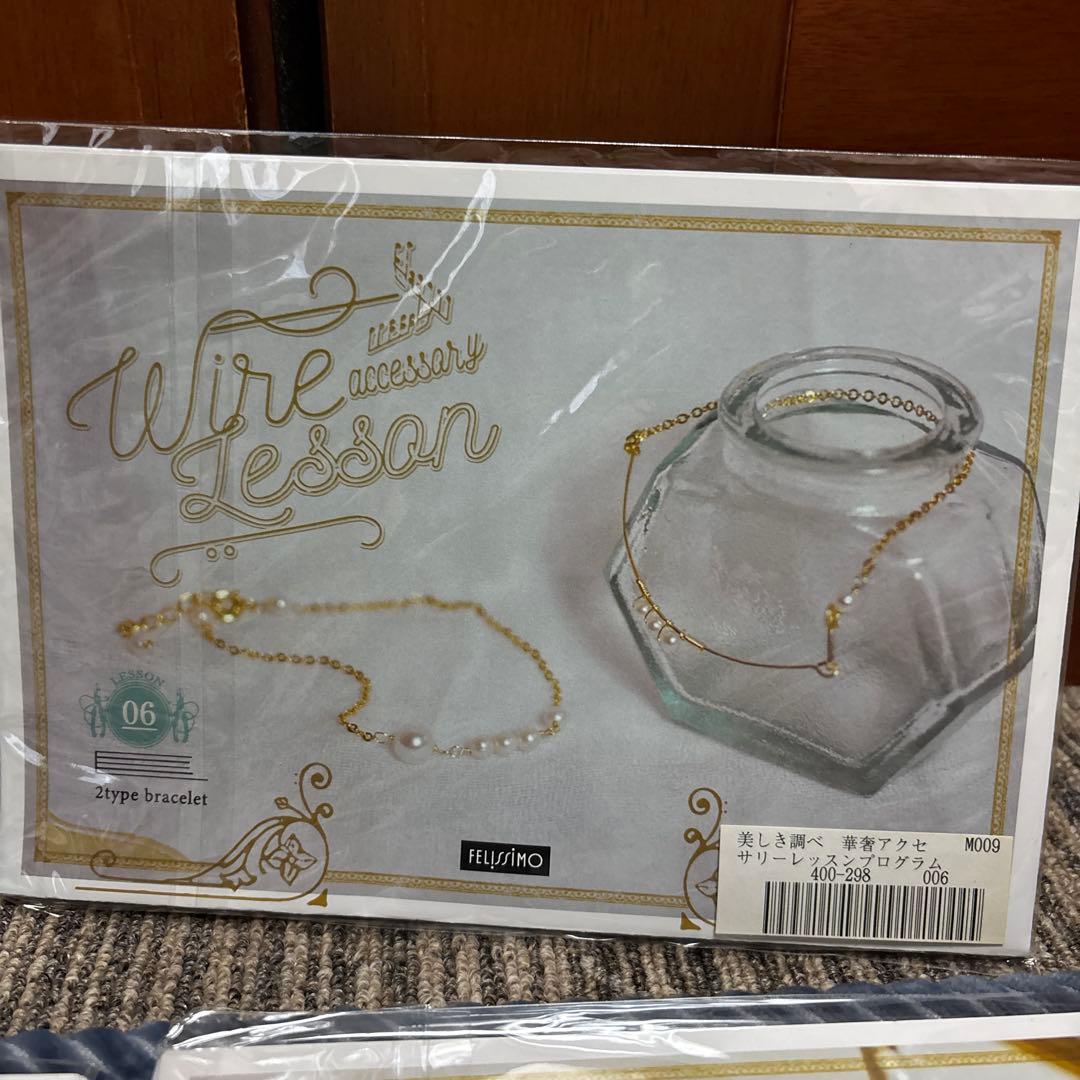 Wire
accessory
Lesson
LESSON
06
2type bracelet
FELISSIMO
美しき調べ 華奢アクセ M009
サリーレッスンプログラム
400-298 006